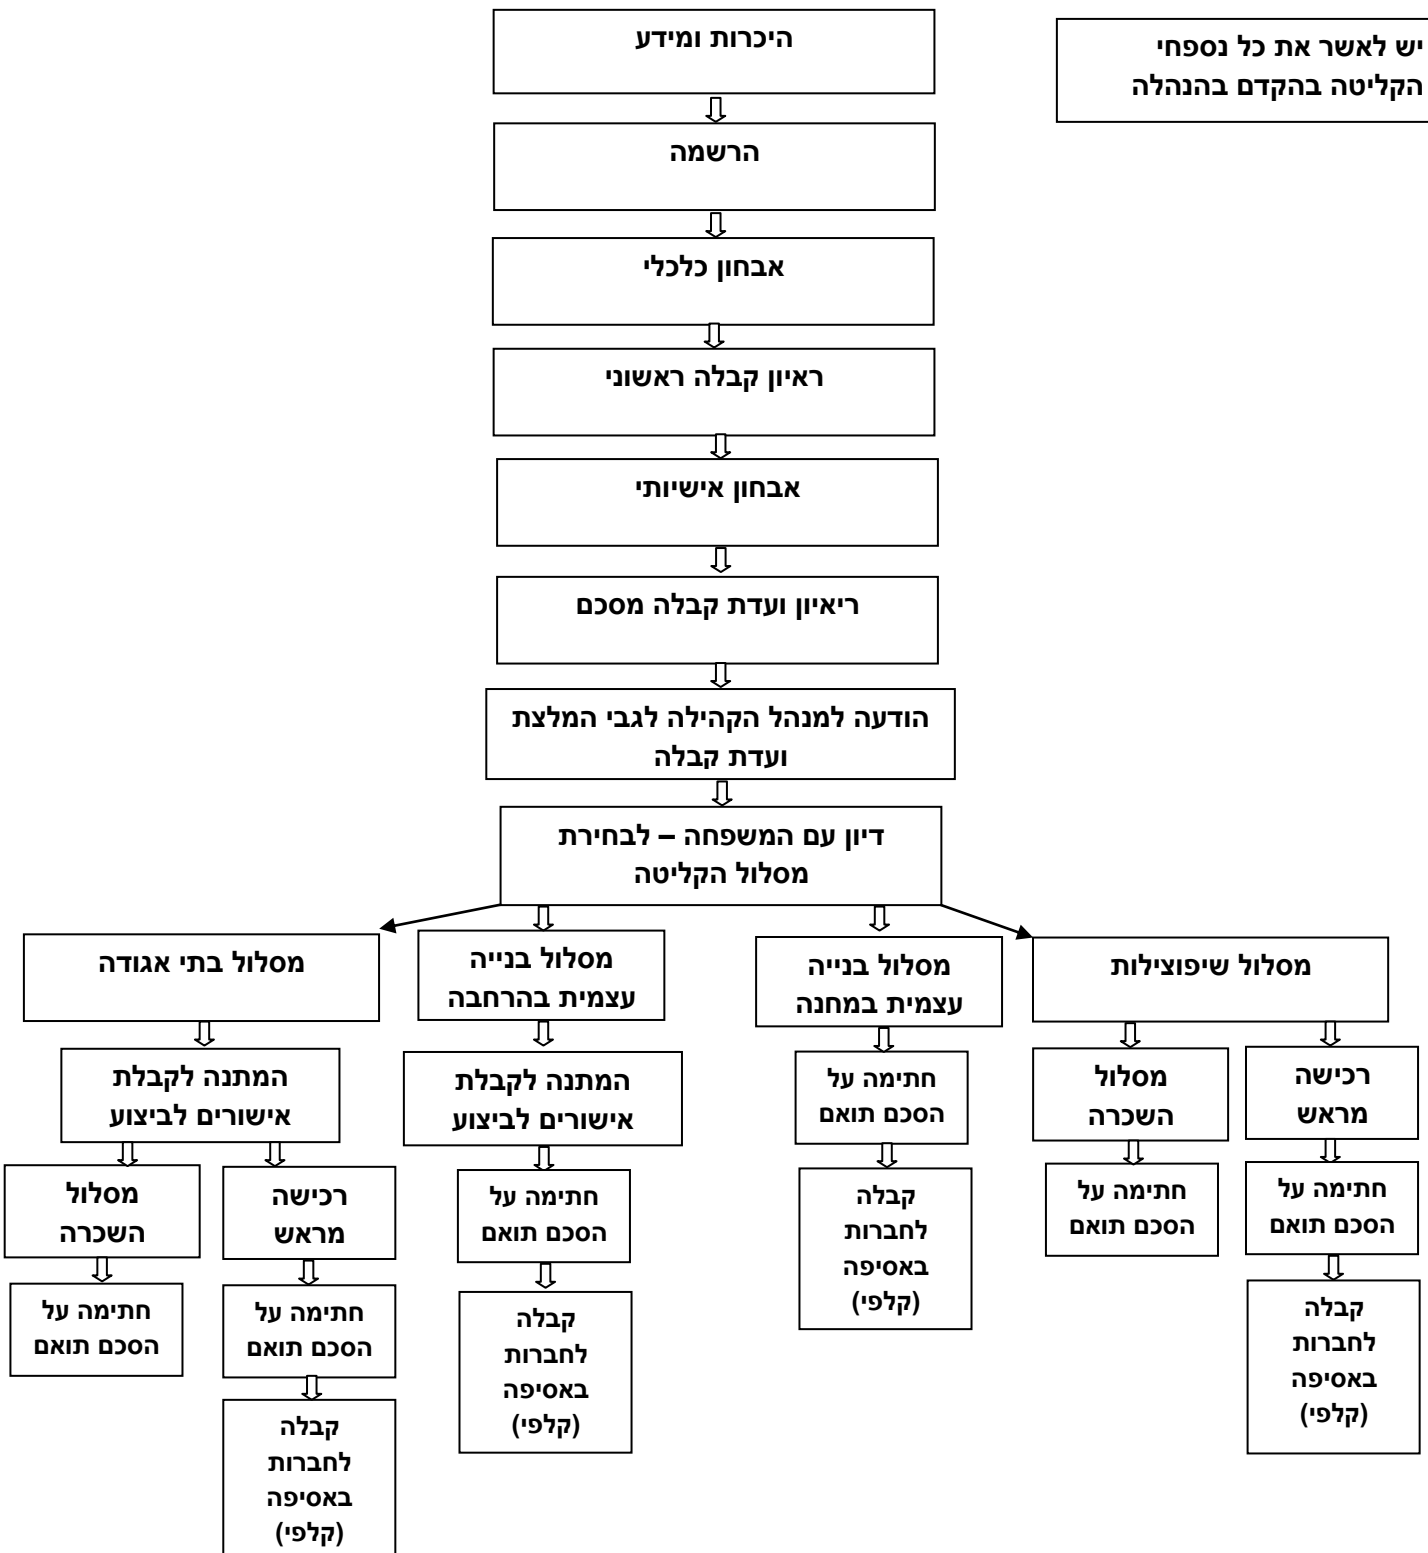 יש לאשר את כל נספחי
הקליטה בהקדם בהנהלה
היכרות ומידע
הרשמה
אבחון כלכלי
ראיון קבלה ראשוני
אבחון אישיותי
ריאיון ועדת קבלה מסכם
הודעה למנהל הקהילה לגבי המלצת
ועדת קבלה
דיון עם המשפחה – לבחירת
מסלול הקליטה
מסלול שיפוצילות
רכישה
מראש
חתימה על
הסכם תואם
קבלה
לחברות
באסיפה
(קלפי)
מסלול
השכרה
חתימה על
הסכם תואם
מסלול בנייה
עצמית במחנה
חתימה על
הסכם תואם
קבלה
לחברות
באסיפה
(קלפי)
מסלול בנייה
עצמית בהרחבה
המתנה לקבלת
אישורים לביצוע
חתימה על
הסכם תואם
קבלה
לחברות
באסיפה
(קלפי)
מסלול בתי אגודה
המתנה לקבלת
אישורים לביצוע
רכישה
מראש
חתימה על
הסכם תואם
קבלה
לחברות
באסיפה
(קלפי)
מסלול
השכרה
חתימה על
הסכם תואם